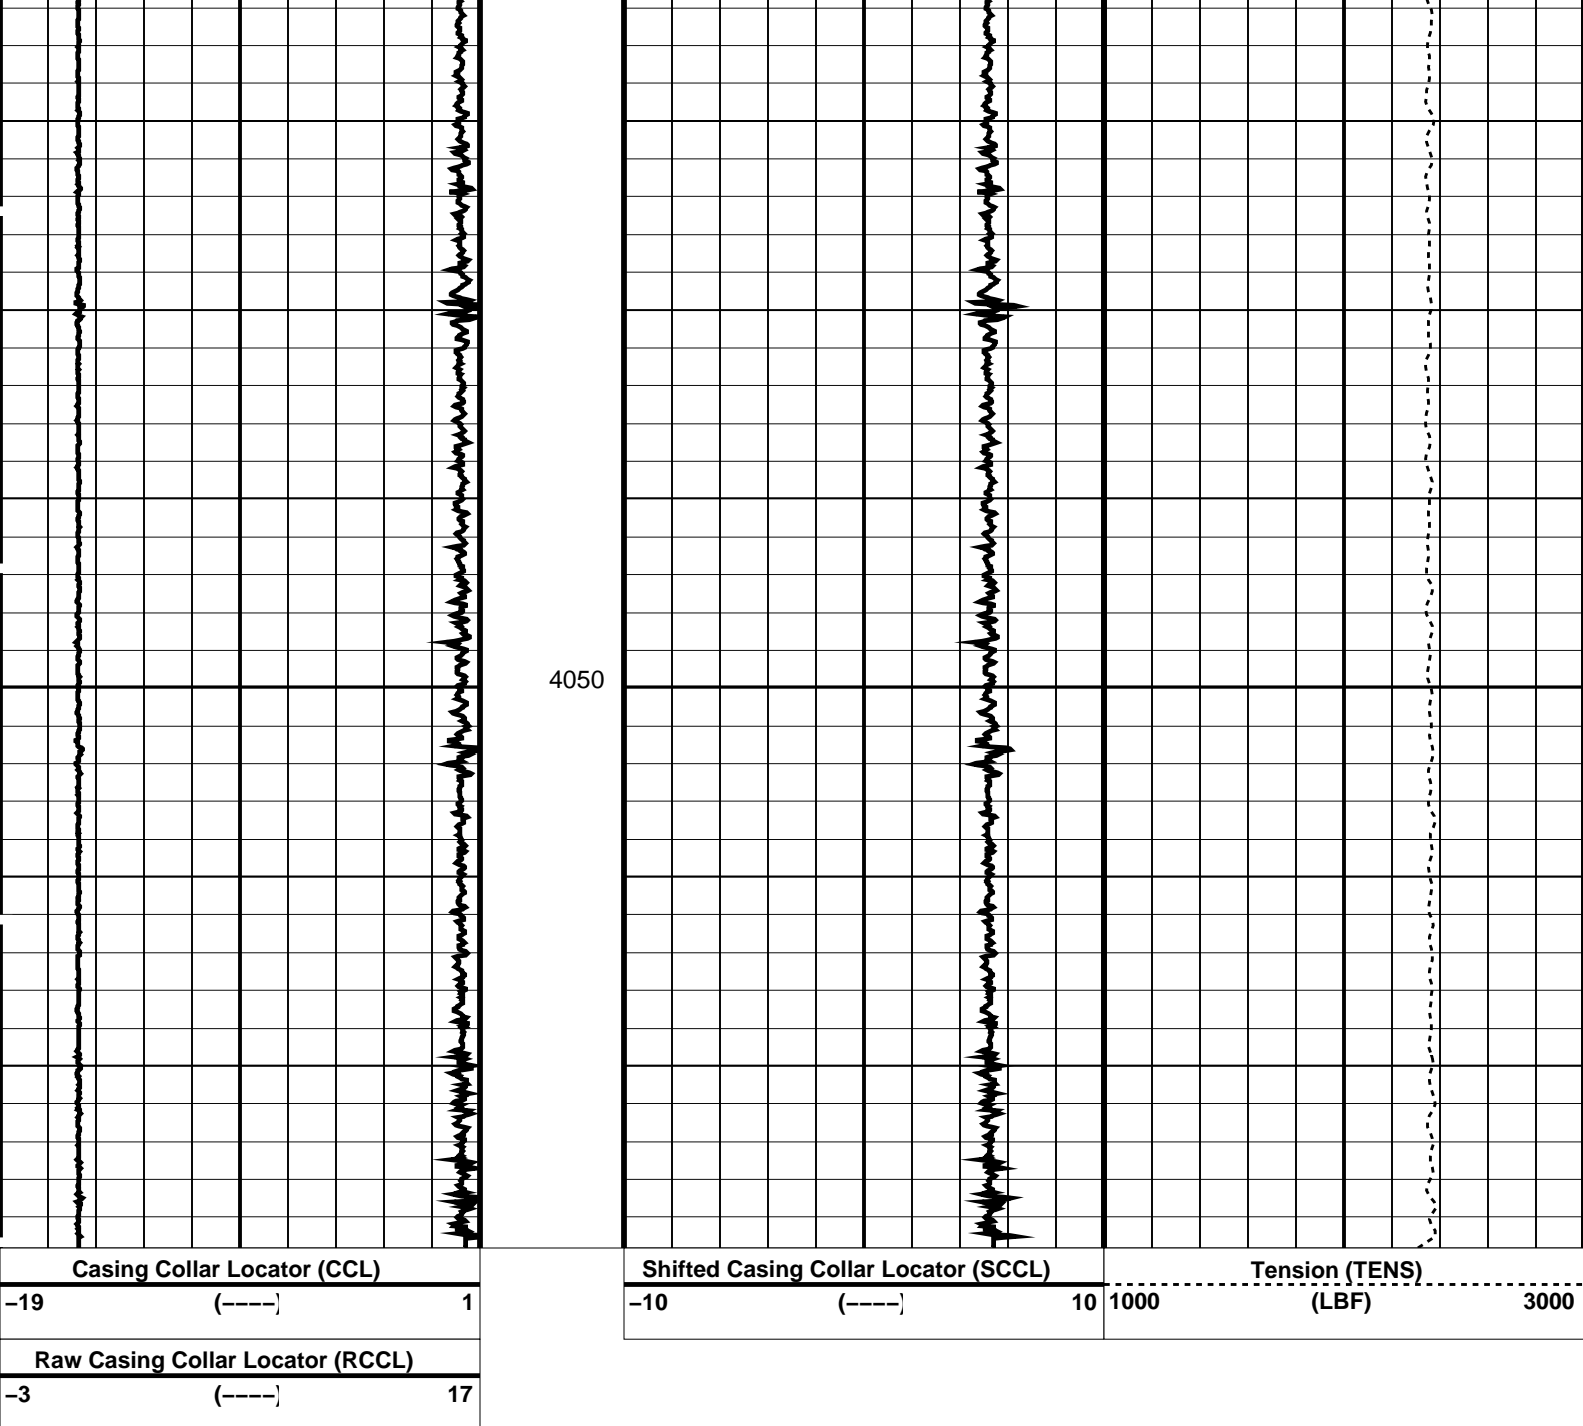 4050
Casing Collar Locator (CCL)
−19 (−−−−) 1
Raw Casing Collar Locator (RCCL)
−3 (−−−−) 17
Shifted Casing Collar Locator (SCCL)
−10 (−−−−) 10
Tension (TENS)
1000 (LBF) 3000